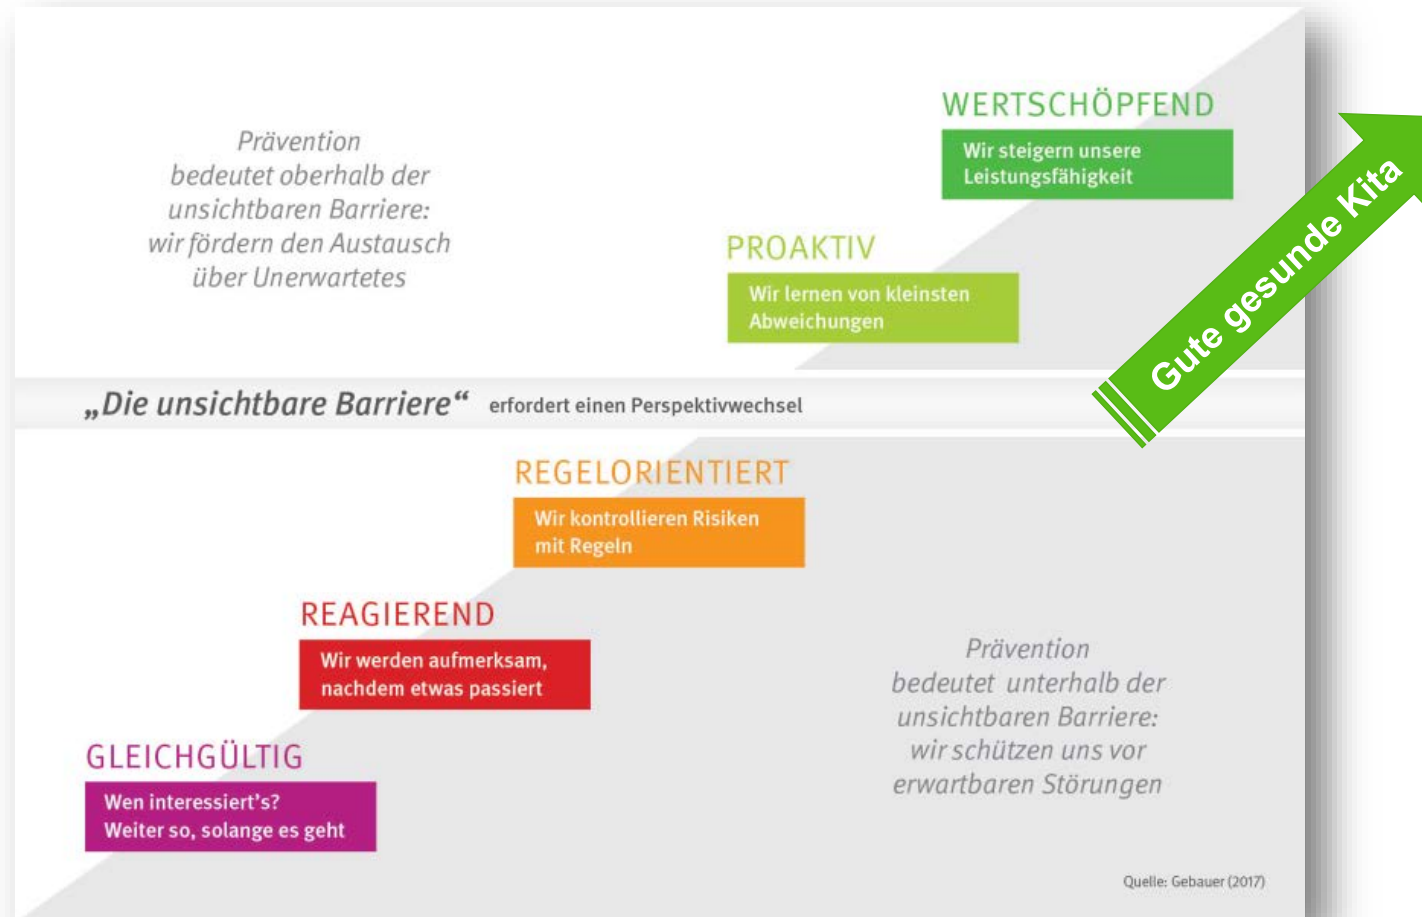 WERTSCHÖPFEND
Wir steigern unsere
Leistungsfähigkeit
Prävention
bedeutet oberhalb der
unsichtbaren Barriere:
wir fördern den Austausch
über Unerwartetes
Gute gesunde Kita
PROAKTIV
Wir lernen von kleinsten
Abweichungen
„Die unsichtbare Barriere“ erfordert einen Perspektivwechsel
REGELORIENTIERT
Wir kontrollieren Risiken
mit Regeln
REAGIEREND
Wir werden aufmerksam,
nachdem etwas passiert
Prävention
bedeutet unterhalb der
unsichtbaren Barriere:
wir schützen uns vor
erwartbaren Störungen
GLEICHGÜLTIG
Wen interessiert's?
Weiter so, solange es geht
Quelle: Gebauer (2017)